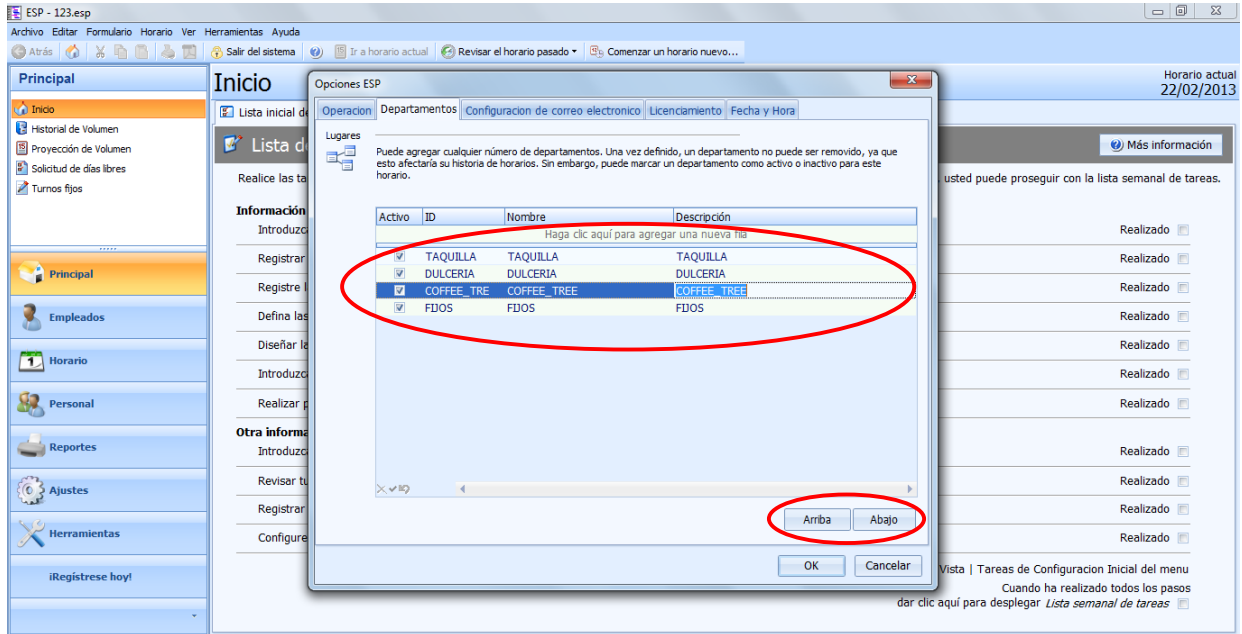 ESP - 123.esp
Archivo Editar Formulario Horario Ver Herramientas Ayuda
Atrás Salir del sistema Ir a horario actual Revisar el horario pasado Comenzar un horario nuevo...
Principal
Inicio
Historial de Volumen
Proyección de Volumen
Solicitud de días libres
Turnos fijos
Principal
Empleados
Horario
Personal
Reportes
Ajustes
Herramientas
¡Regístrese hoy!
Inicio
Horario actual
22/02/2013
Lista inicial d
Lista d
Más información
Realice las ta
, usted puede proseguir con la lista semanal de tareas.
Información
Introduzc
Realizado
Registrar
Realizado
Registre l
Realizado
Defina las
Realizado
Diseñar la
Realizado
Introduzc
Realizado
Realizar p
Realizado
Otra informa
Introduzc
Realizado
Revisar tu
Realizado
Registrar
Realizado
Configure
Realizado
Vista | Tareas de Configuracion Inicial del menu
Cuando ha realizado todos los pasos
dar clic aquí para desplegar Lista semanal de tareas
Opciones ESP
Operacion Departamentos Configuracion de correo electronico Licenciamiento Fecha y Hora
Lugares
Puede agregar cualquier número de departamentos. Una vez definido, un departamento no puede ser removido, ya que
esto afectaría su historia de horarios. Sin embargo, puede marcar un departamento como activo o inactivo para este
horario.
Activo ID Nombre Descripción
Haga clic aquí para agregar una nueva fila
TAQUILLA TAQUILLA TAQUILLA
DULCERIA DULCERIA DULCERIA
COFFEE_TRE COFFEE_TREE COFFEE_TREE
FIJOS FIJOS FIJOS
Arriba Abajo
OK Cancelar